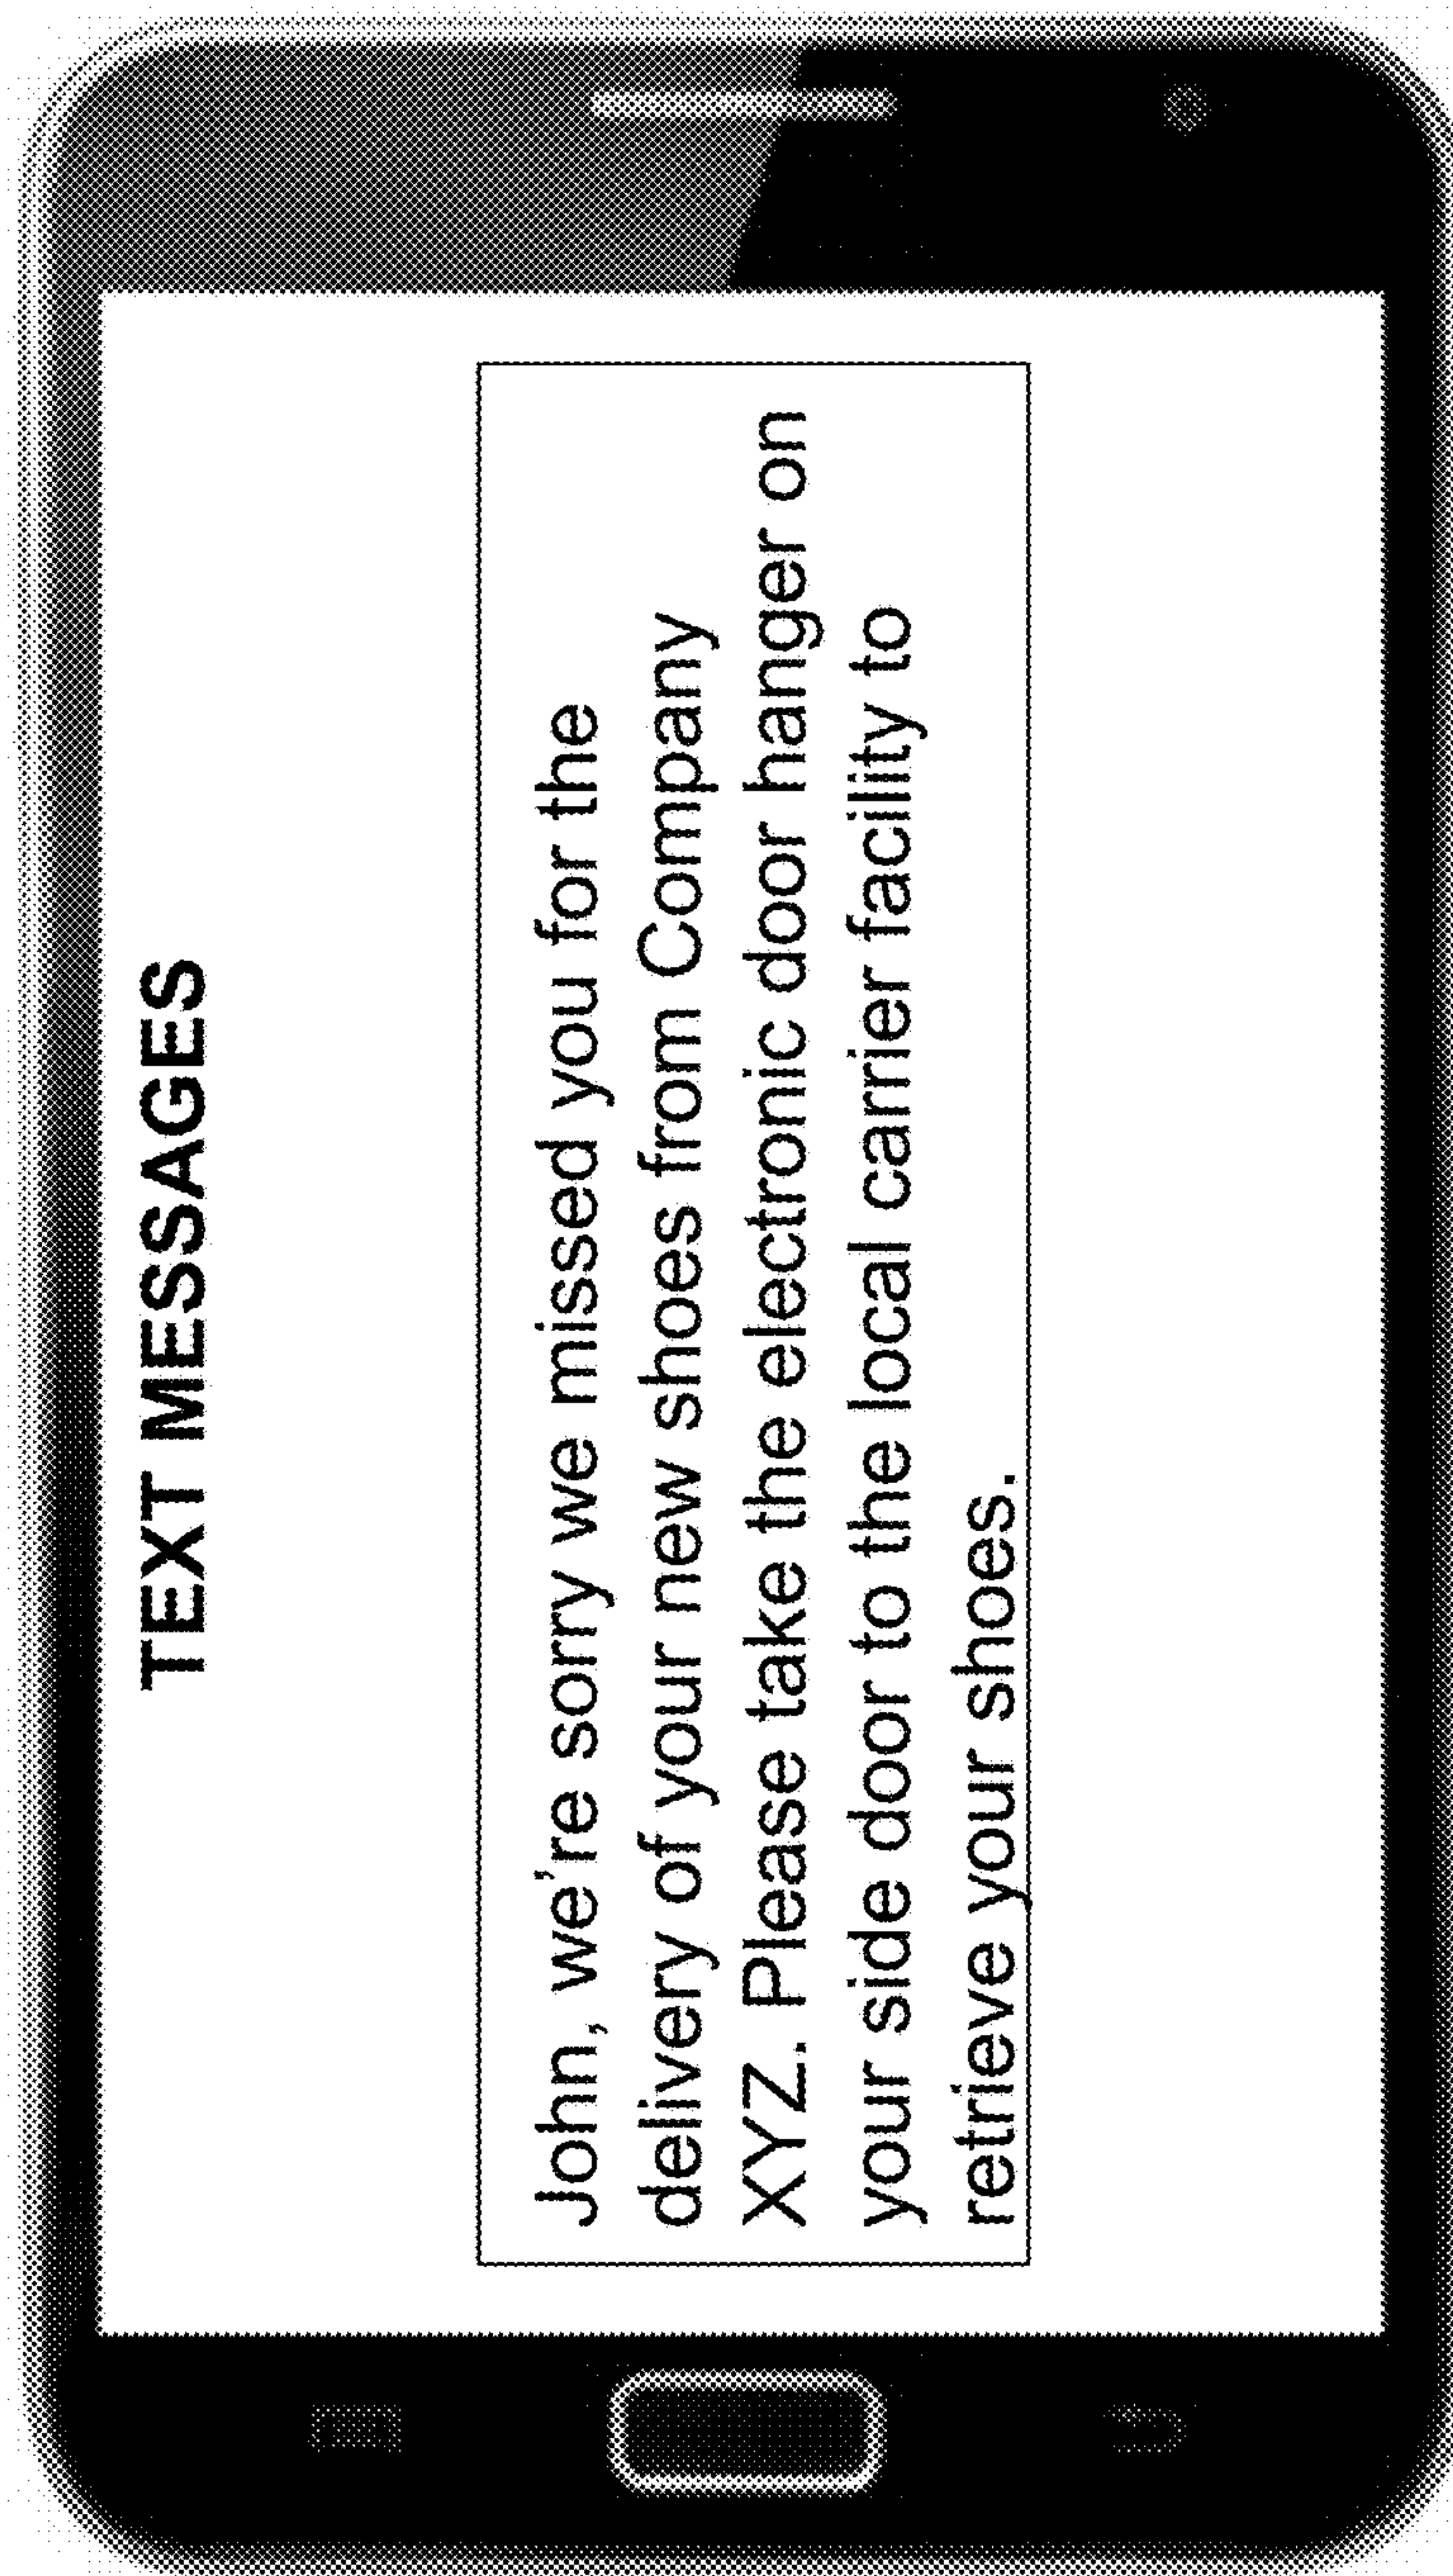 TEXT MESSAGES
John, we're sorry we missed you for the
delivery of your new shoes from Company
XYZ. Please take the electronic door hanger on
your side door to the local carrier facility to
retrieve your shoes.